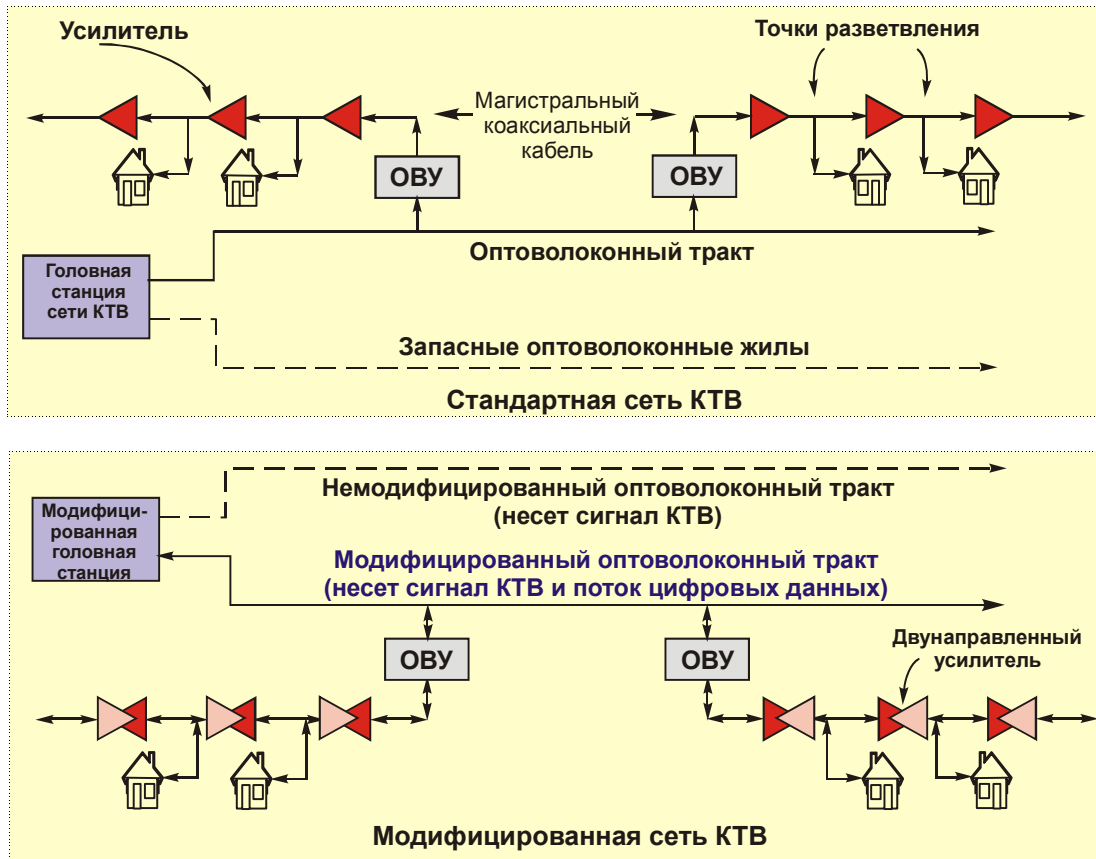 Усилитель
Точки разветвления
Магистральный
коаксиальный
кабель
ОВУ
ОВУ
Оптоволоконный тракт
Головная
станция
сети КТВ
Запасные оптоволоконные жилы
Стандартная сеть КТВ
Немодифицированный оптоволоконный тракт
(несет сигнал КТВ)
Модифици-
рованная
головная
станция
Модифицированный оптоволоконный тракт
(несет сигнал КТВ и поток цифровых данных)
ОВУ
ОВУ
Двунаправленный
усилитель
Модифицированная сеть КТВ